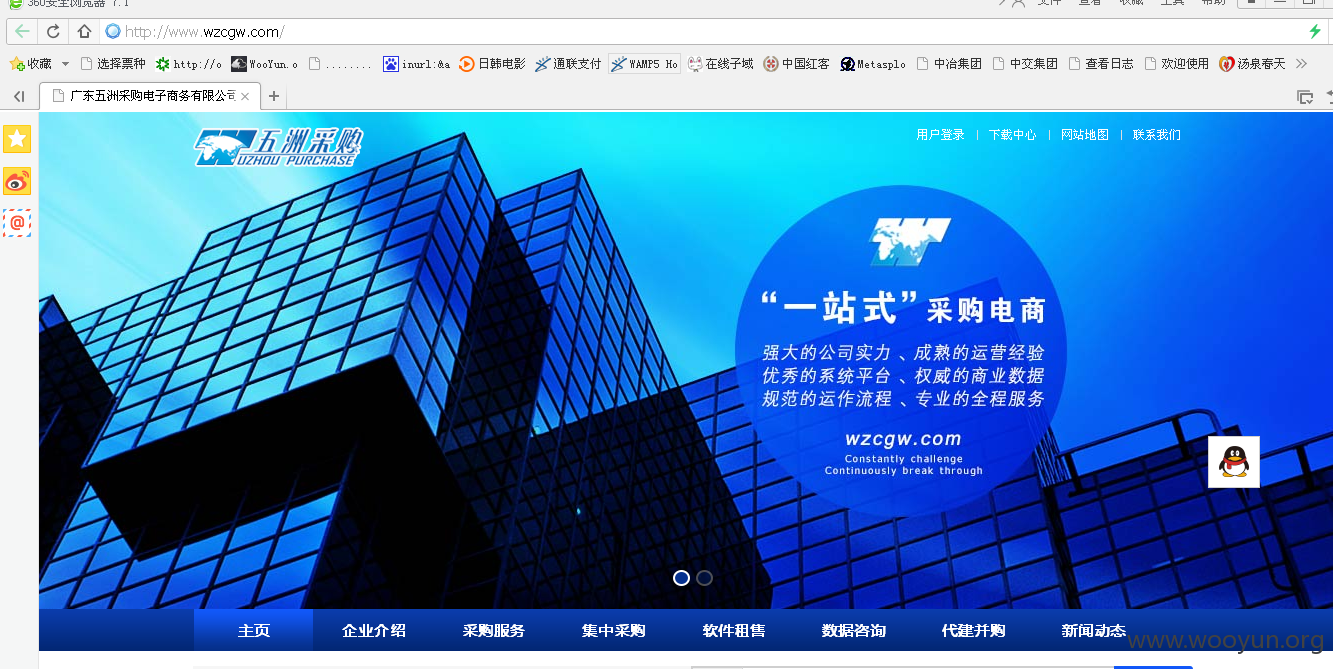 360安全浏览器 7.1 文件 查看 收藏 工具 帮助
http://www.wzcgw.com/
收藏 选择票种 http://o WooYun.o ........ inurl:&a 日韩电影 通联支付 WAMP5 Ho 在线子域 中国红客 Metasplo 中冶集团 中交集团 查看日志 欢迎使用 汤泉春天
广东五洲采购电子商务有限公司
五洲采购
WUZHOU PURCHASE
用户登录 | 下载中心 | 网站地图 | 联系我们
“一站式”采购电商
强大的公司实力、成熟的运营经验
优秀的系统平台、权威的商业数据
规范的运作流程、专业的全程服务
wzcgw.com
Constantly challenge
Continuously break through
主页 企业介绍 采购服务 集中采购 软件租售 数据咨询 代建并购 新闻动态
www.wooyun.org